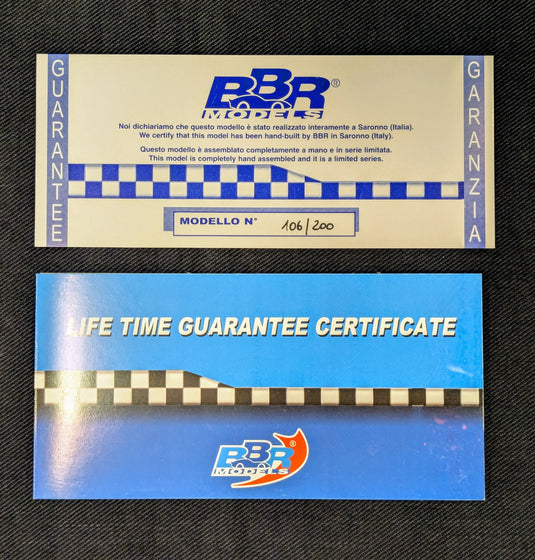 GUARANTEE
BBR®
MODELS
Noi dichiariamo che questo modello è stato realizzato interamente a Saronno (Italia).
We certify that this model has been hand-built by BBR in Saronno (Italy).
Questo modello è assemblato completamente a mano e in serie limitata.
This model is completely hand assembled and it is a limited series.
MODELLO N° 106/200
GARANZIA
LIFE TIME GUARANTEE CERTIFICATE
BBR®
MODELS